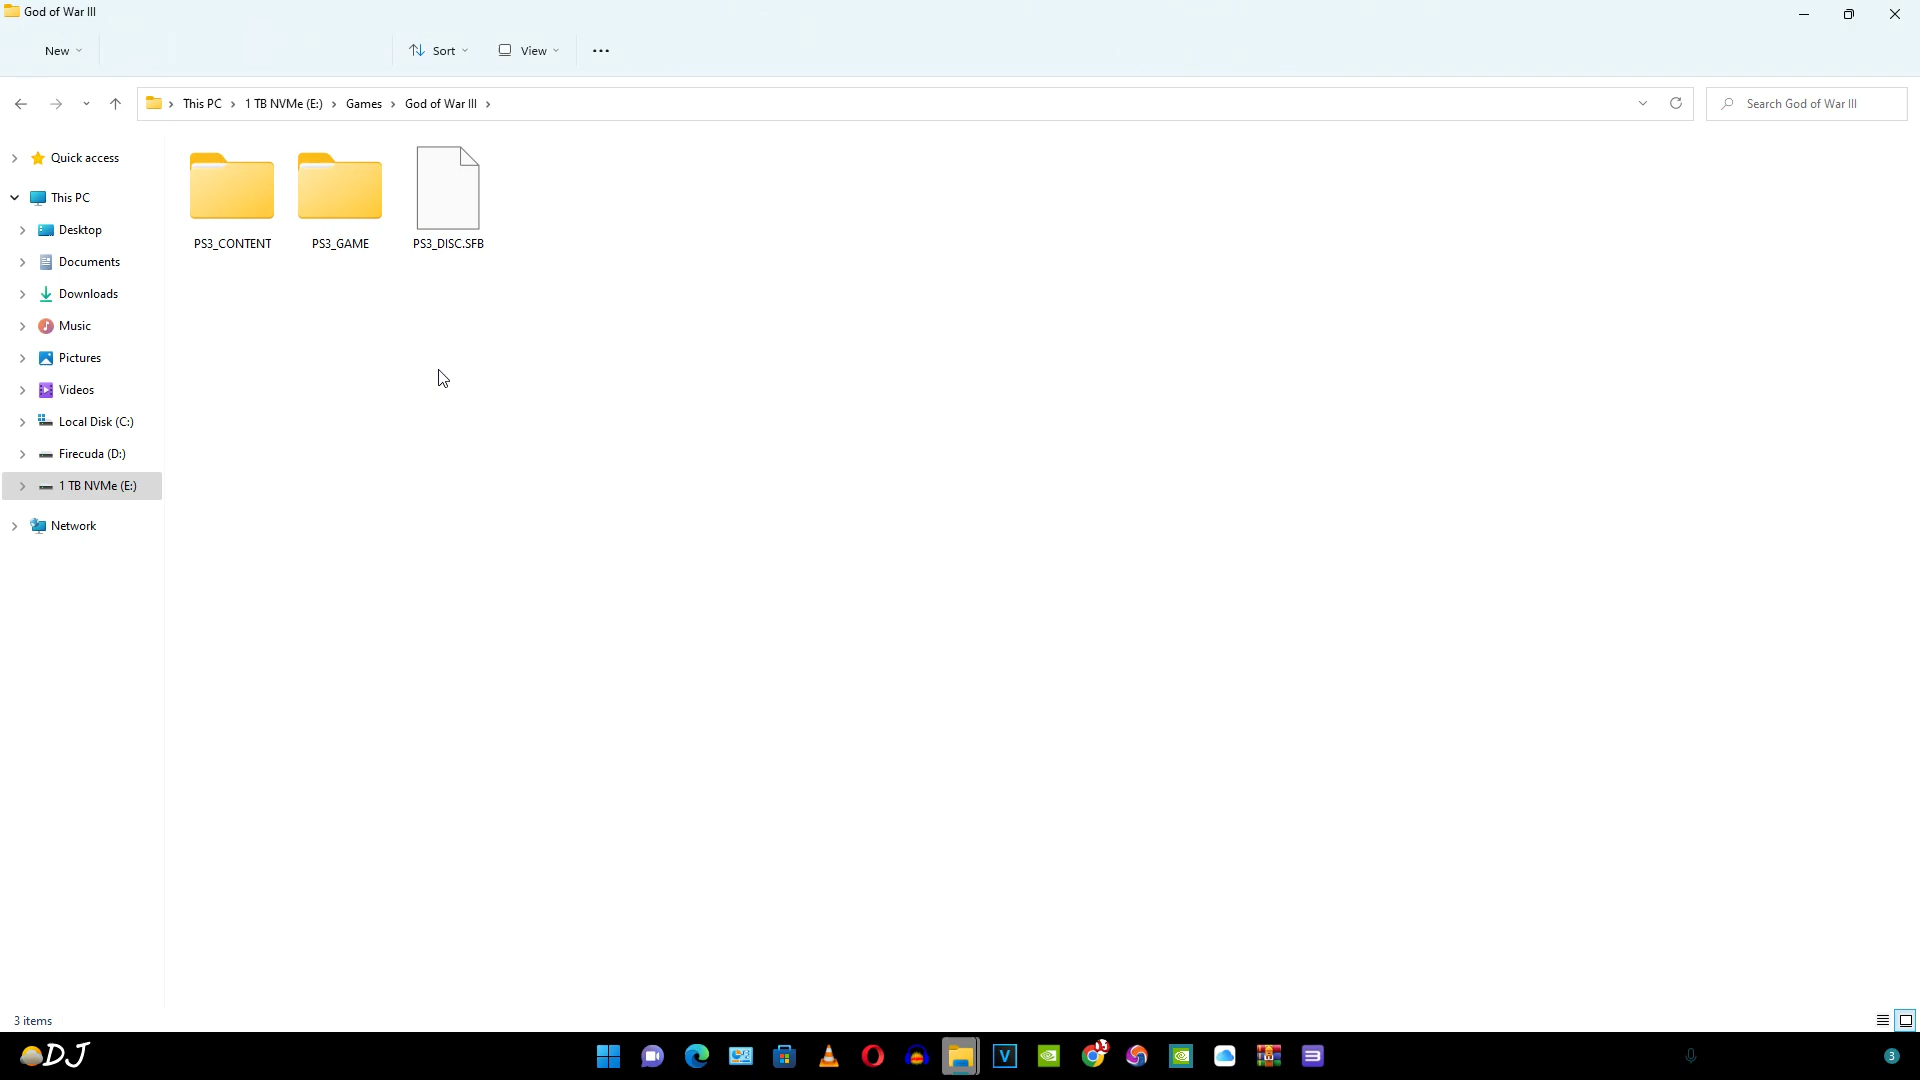 God of War III
New
Sort
View
This PC
1 TB NVMe (E:)
Games
God of War III
Search God of War III
Quick access
This PC
Desktop
Documents
Downloads
Music
Pictures
Videos
Local Disk (C:)
Firecuda (D:)
1 TB NVMe (E:)
Network
PS3_CONTENT
PS3_GAME
PS3_DISC.SFB
3 items
DJ
V
3